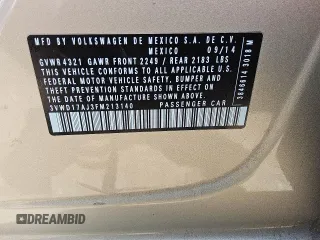 MFD BY VOLKSWAGEN DE MEXICO S.A. DE C.V.
MEXICO 09/14
GVWR 4321 GAWR FRONT 2249 / REAR 2183 LBS
THIS VEHICLE CONFORMS TO ALL APPLICABLE U.S.
FEDERAL MOTOR VEHICLE SAFETY, BUMPER, AND
THEFT PREVENTION STANDARDS IN EFFECT ON THE
DATE OF MANUFACTURE SHOWN ABOVE
3VWD17AJ3FM213140 PASSENGER CAR
3846614 3018 M
DREAMBID